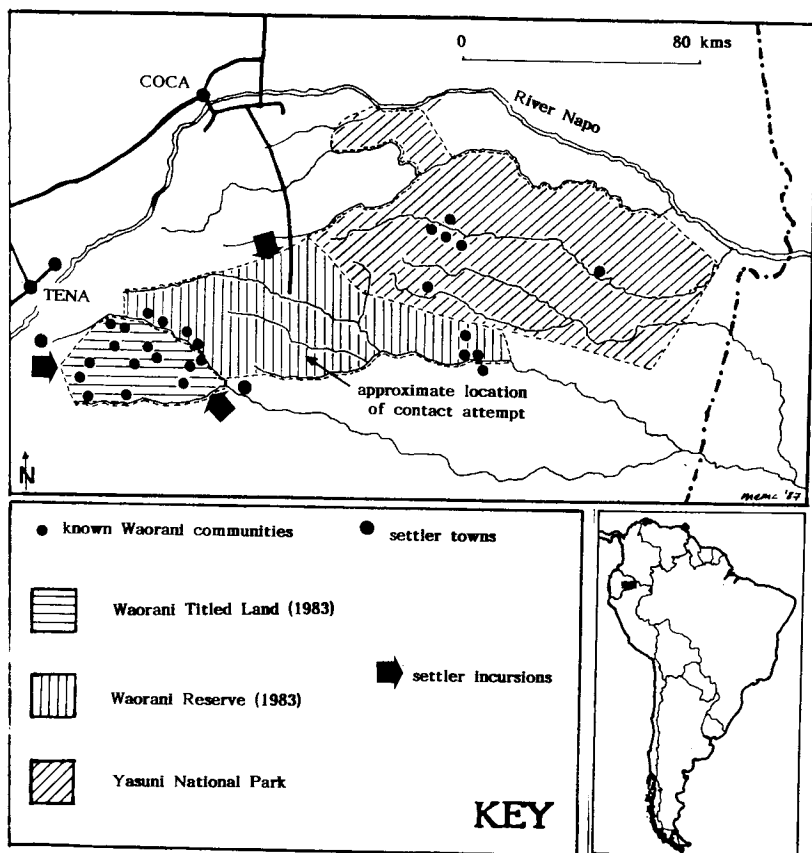 0 80 kms
COCA
River Napo
TENA
approximate location
of contact attempt
N
memc '87
known Waorani communities
settler towns
Waorani Titled Land (1983)
settler incursions
Waorani Reserve (1983)
Yasuni National Park
KEY